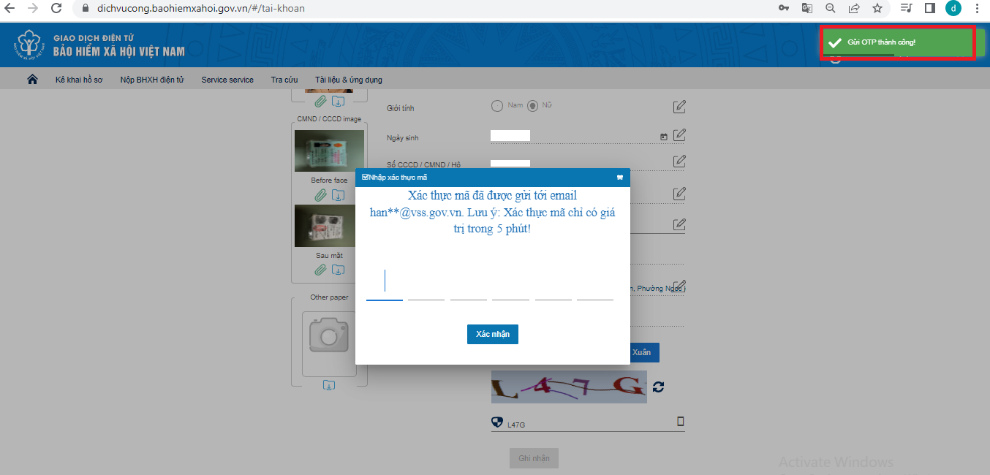 dichvucong.baohiemxahoi.gov.vn/#/tai-khoan
d
GIAO DỊCH ĐIỆN TỬ
BẢO HIỂM XÃ HỘI VIỆT NAM
Gửi OTP thành công!
Kê khai hồ sơ
Nộp BHXH điện tử
Service service
Tra cứu
Tài liệu & ứng dụng
Giới tính
Nam
Nữ
CMND / CCCD image
Ngày sinh
Số CCCD / CMND / Hộ
Before face
Nhập xác thực mã
Xác thực mã đã được gửi tới email
han**@vss.gov.vn. Lưu ý: Xác thực mã chỉ có giá
trị trong 5 phút!
Sau mặt
Other paper
n, Phường Ngọc
Xác nhận
Xuân
L47G
L47G
Ghi nhận
Activate Windows